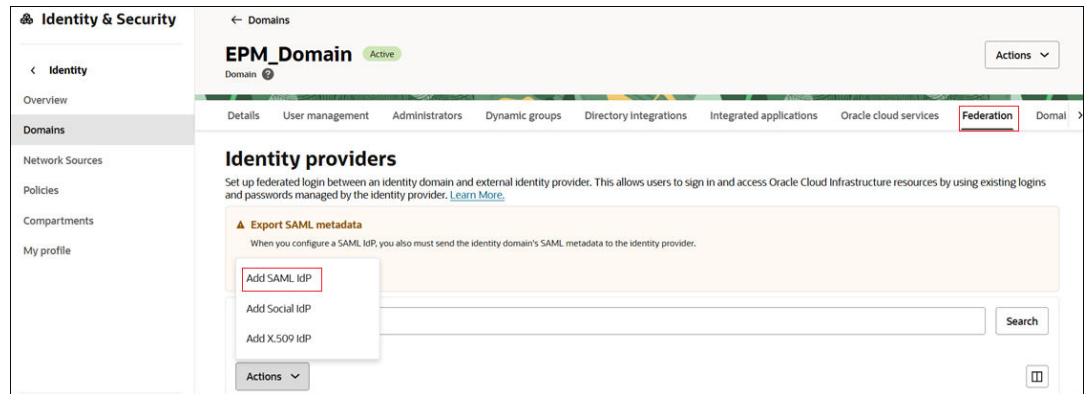 Identity & Security
Identity
Overview
Domains
Network Sources
Policies
Compartments
My profile
← Domains
EPM_Domain Active
Domain ?
Actions
Details User management Administrators Dynamic groups Directory integrations Integrated applications Oracle cloud services Federation Domai
Identity providers
Set up federated login between an identity domain and external identity provider. This allows users to sign in and access Oracle Cloud Infrastructure resources by using existing logins
and passwords managed by the identity provider. Learn More.
Export SAML metadata
When you configure a SAML IdP, you also must send the identity domain's SAML metadata to the identity provider.
Add SAML IdP
Add Social IdP
Add X.509 IdP
Search
Actions